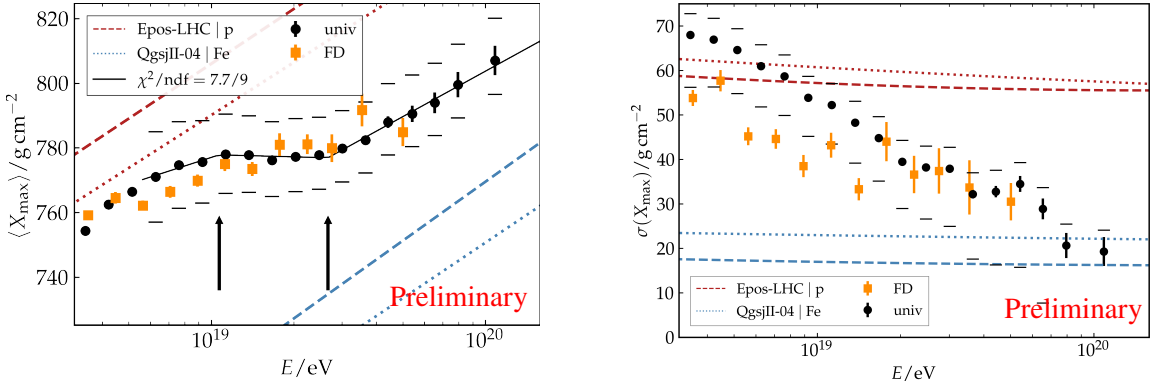 820
800
780
760
740
⟨X_max⟩ / g cm⁻²
Epos-LHC | p
QgsjII-04 | Fe
χ²/ndf = 7.7/9
univ
FD
Preliminary
10¹⁹
10²⁰
E/eV
70
60
50
40
30
20
10
0
σ(X_max) / g cm⁻²
Epos-LHC | p
QgsjII-04 | Fe
FD
univ
Preliminary
10¹⁹
10²⁰
E/eV